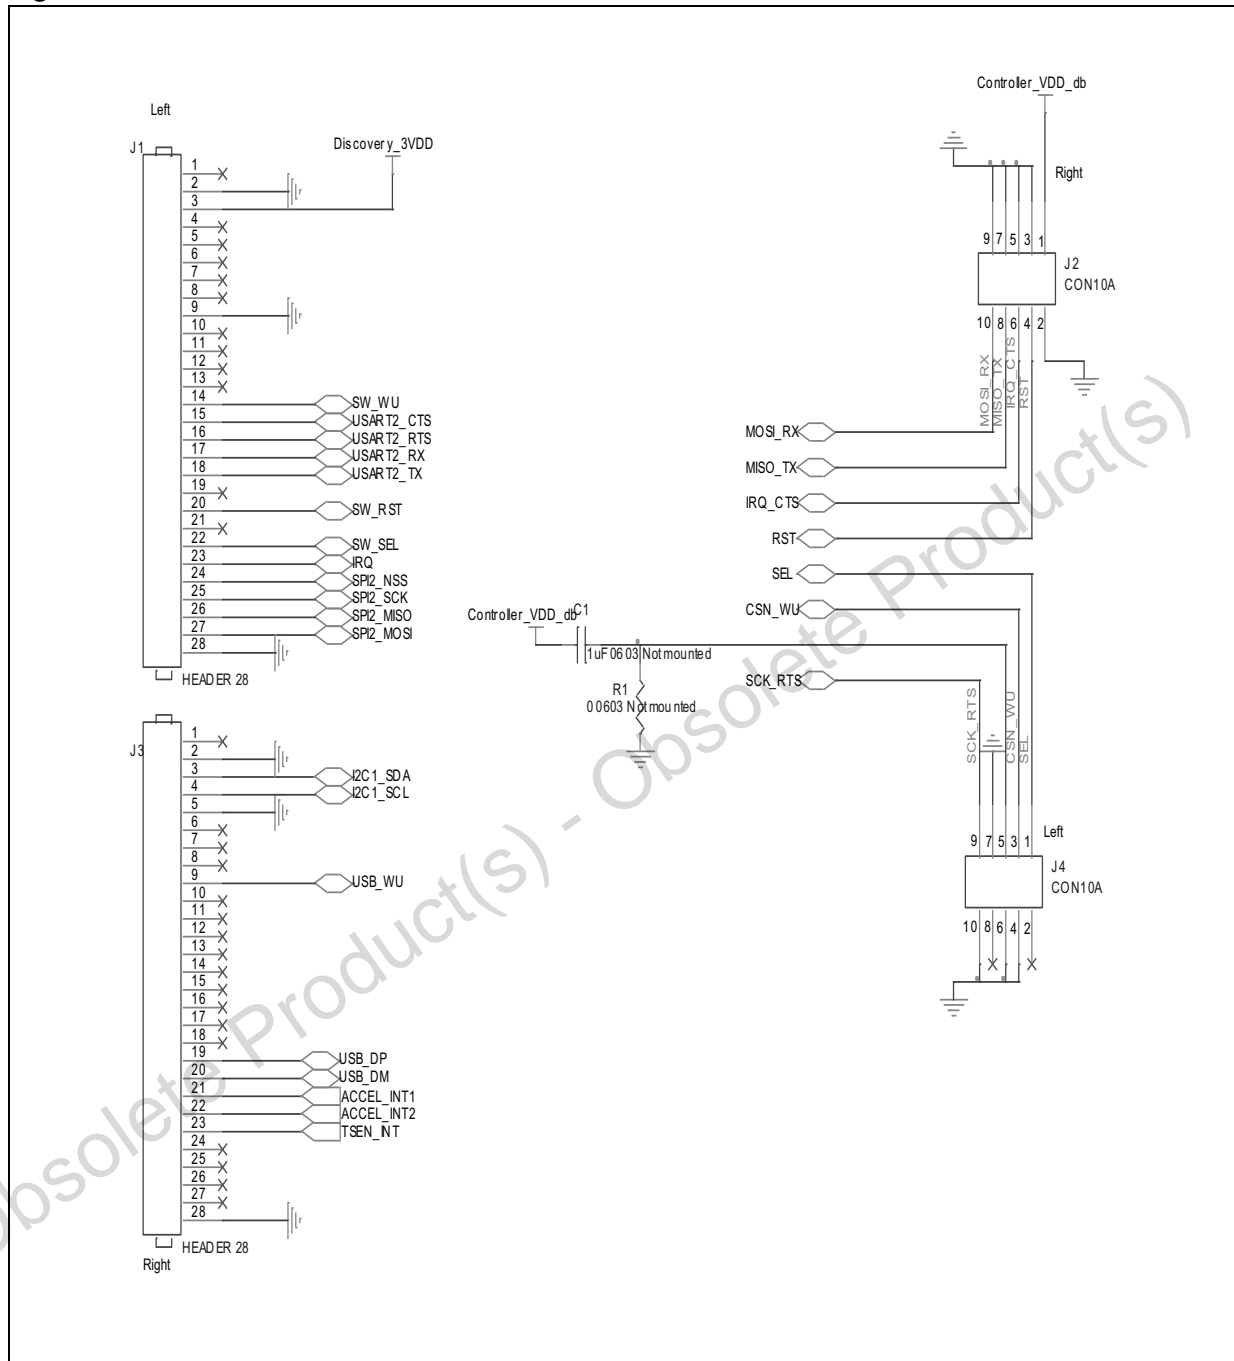 Left
J1
Discovery_3VDD
1
2
3
4
5
6
7
8
9
10
11
12
13
14 SW_WU
15 USART2_CTS
16 USART2_RTS
17 USART2_RX
18 USART2_TX
19
20 SW_RST
21
22 SW_SEL
23 IRQ
24 SPI2_NSS
25 SPI2_SCK
26 SPI2_MISO
27 SPI2_MOSI
28
HEADER 28
J3
1
2
3 I2C1_SDA
4 I2C1_SCL
5
6
7
8
9 USB_WU
10
11
12
13
14
15
16
17
18
19 USB_DP
20 USB_DM
21 ACCEL_INT1
22 ACCEL_INT2
23 TSEN_INT
24
25
26
27
28
HEADER 28
Right
Controller_VDD_db
Right
9 7 5 3 1
J2
CON10A
10 8 6 4 2
MOSI_RX
MISO_TX
IRQ_CTS
RST
MOSI_RX
MISO_TX
IRQ_CTS
RST
SEL
CSN_WU
Controller_VDD_db
C1
1uF 0603 Not mounted
SCK_RTS
R1
0 0603 Not mounted
SCK_RTS
CSN_WU
SEL
Left
9 7 5 3 1
J4
CON10A
10 8 6 4 2
Obsolete Product(s) - Obsolete Product(s)